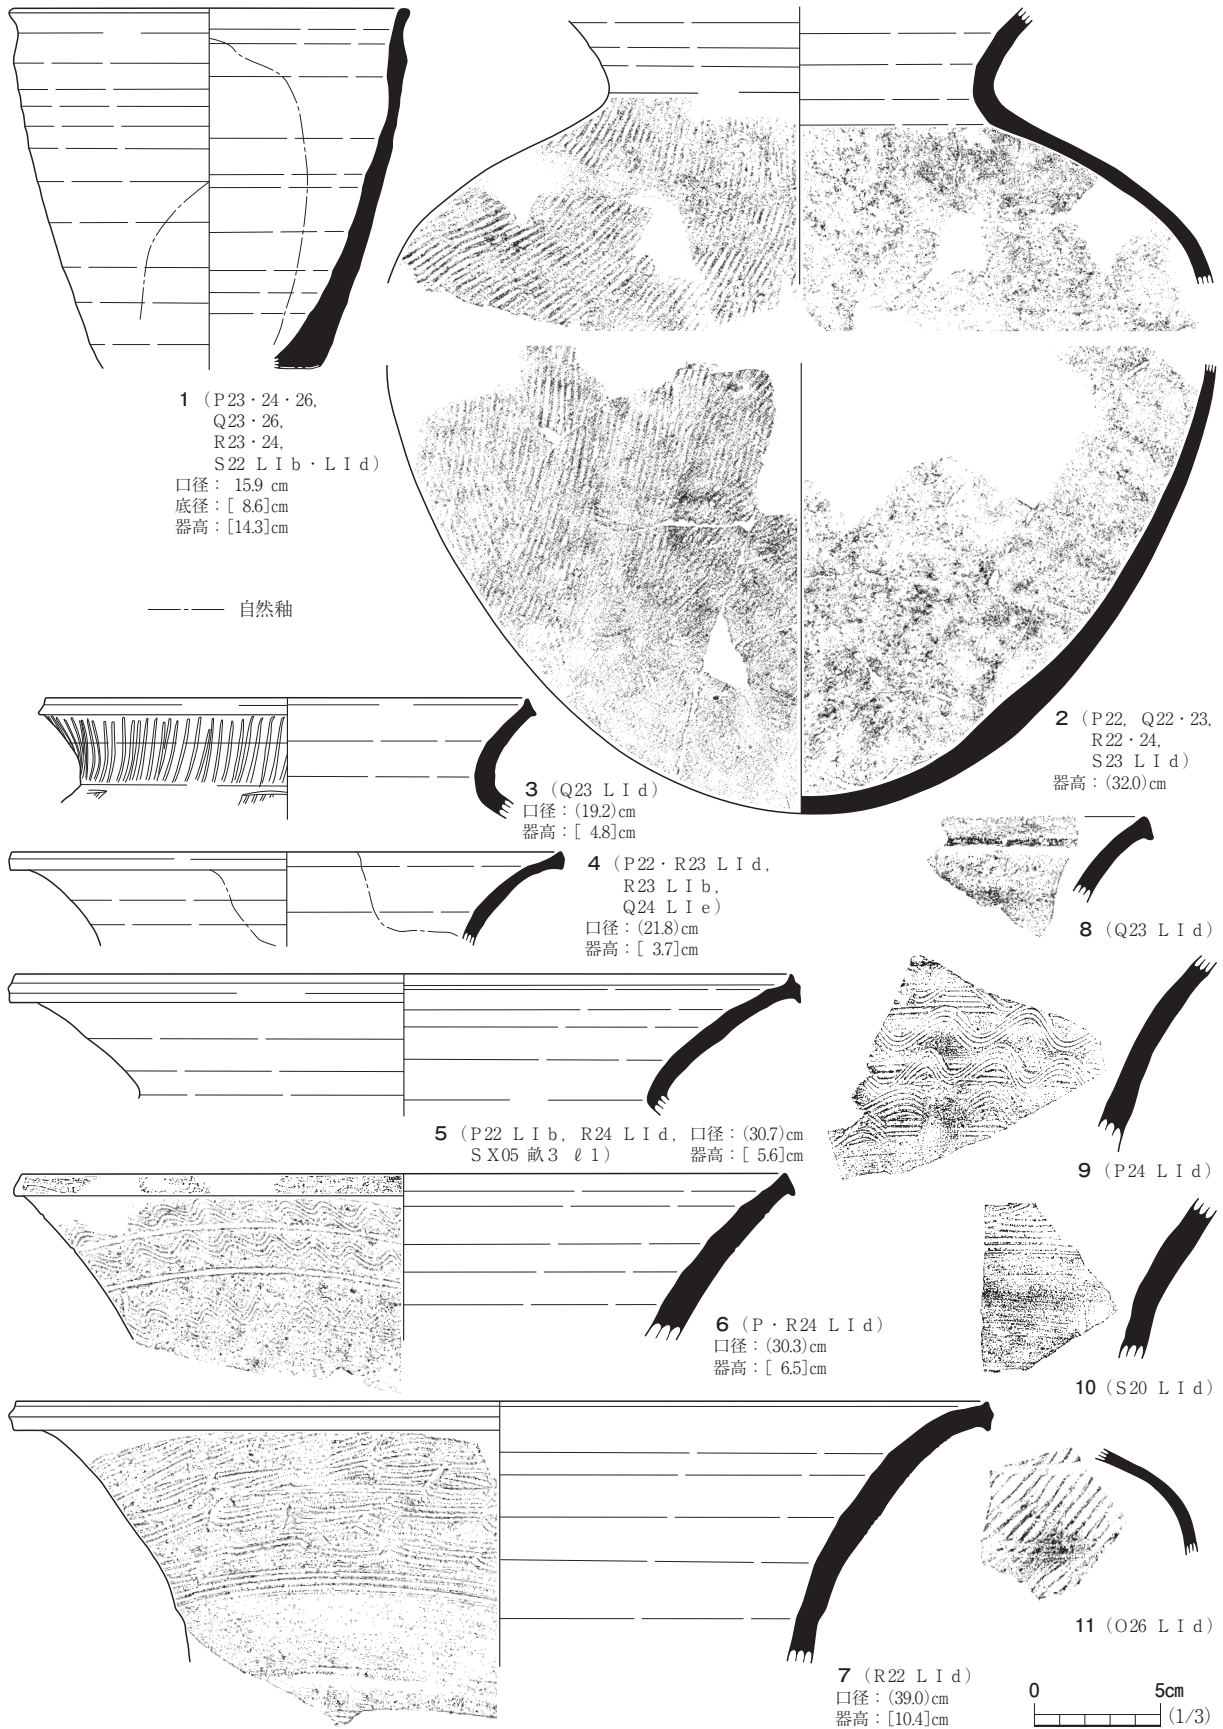 1 (P23・24・26,
Q23・26,
R23・24,
S22 LⅠb・LⅠd)
口径： 15.9 cm
底径：[ 8.6]cm
器高：[14.3]cm
自然釉
2 (P22, Q22・23,
R22・24,
S23 LⅠd)
器高：(32.0)cm
3 (Q23 LⅠd)
口径：(19.2)cm
器高：[ 4.8]cm
4 (P22・R23 LⅠd,
R23 LⅠb,
Q24 LⅠe)
口径：(21.8)cm
器高：[ 3.7]cm
8 (Q23 LⅠd)
5 (P22 LⅠb, R24 LⅠd, 口径：(30.7)cm
SX05 畝3 ℓ1) 器高：[ 5.6]cm
9 (P24 LⅠd)
6 (P・R24 LⅠd)
口径：(30.3)cm
器高：[ 6.5]cm
10 (S20 LⅠd)
11 (O26 LⅠd)
7 (R22 LⅠd)
口径：(39.0)cm
器高：[10.4]cm
0 5cm
(1/3)